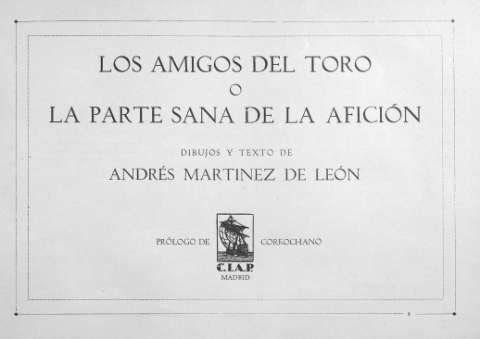 LOS AMIGOS DEL TORO
O
LA PARTE SANA DE LA AFICIÓN
DIBUJOS Y TEXTO DE
ANDRÉS MARTINEZ DE LEÓN
PRÓLOGO DE CORROCHANO
C.I.A.P.
MADRID